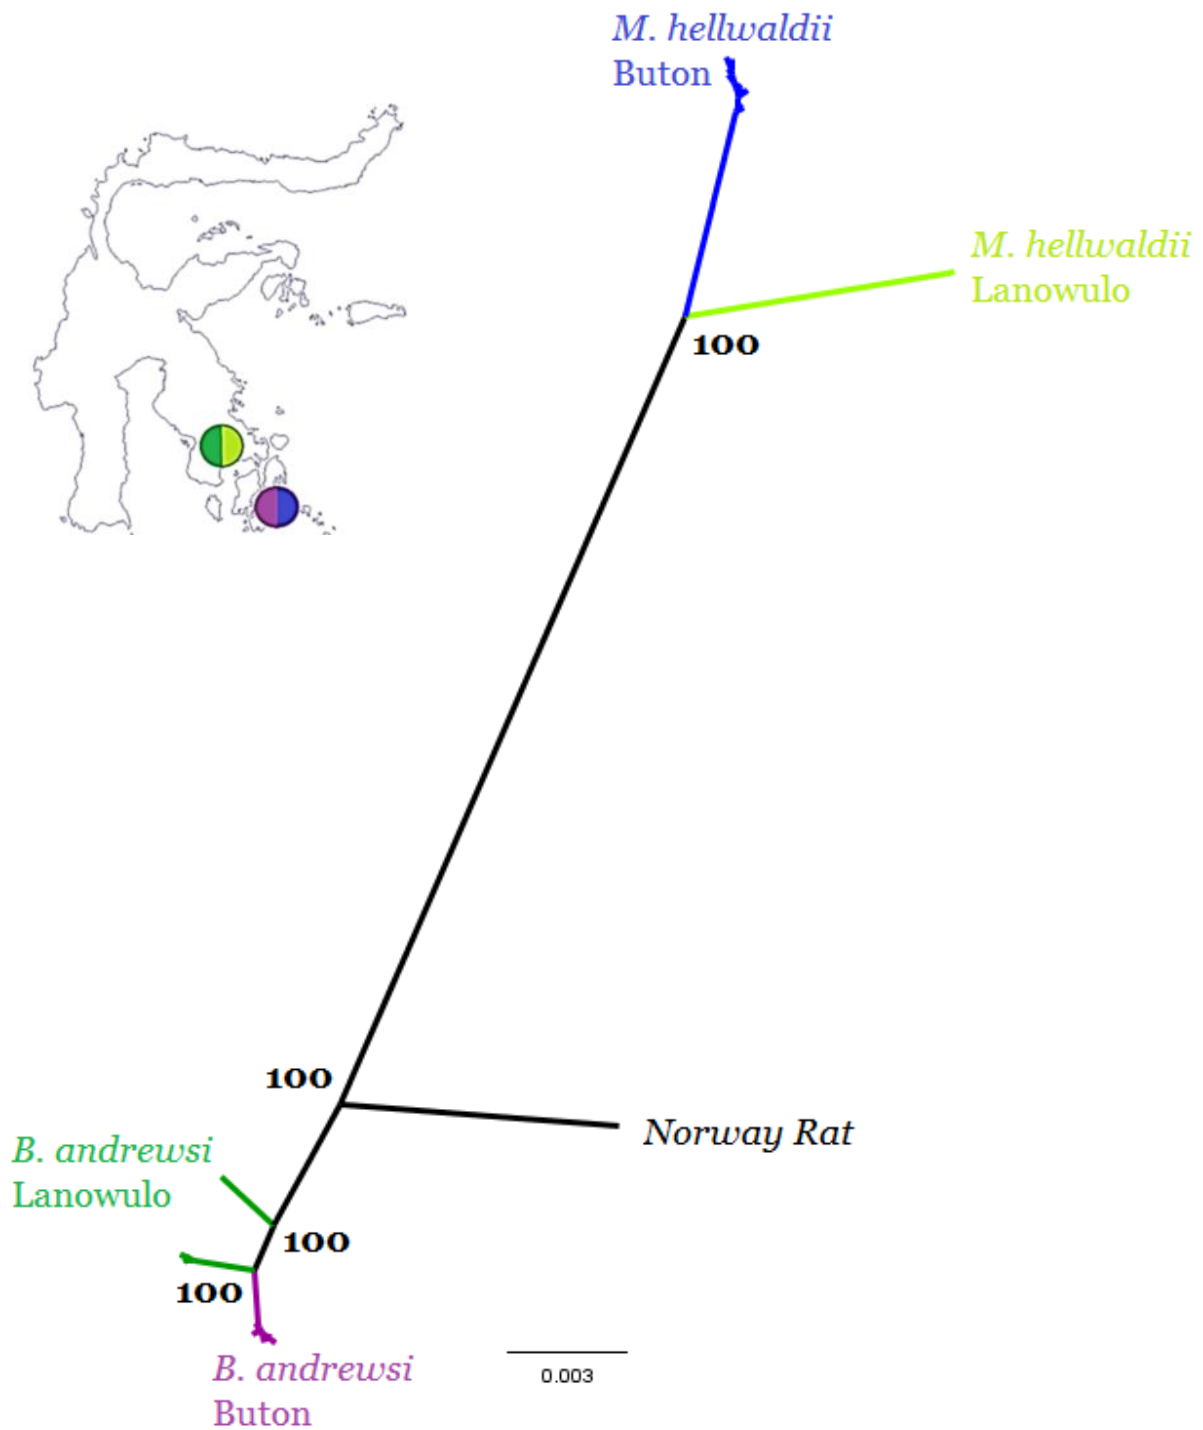 M. hellwaldii
Buton
M. hellwaldii
Lanowulo
100
100
Norway Rat
B. andrewsi
Lanowulo
100
100
B. andrewsi
Buton
0.003